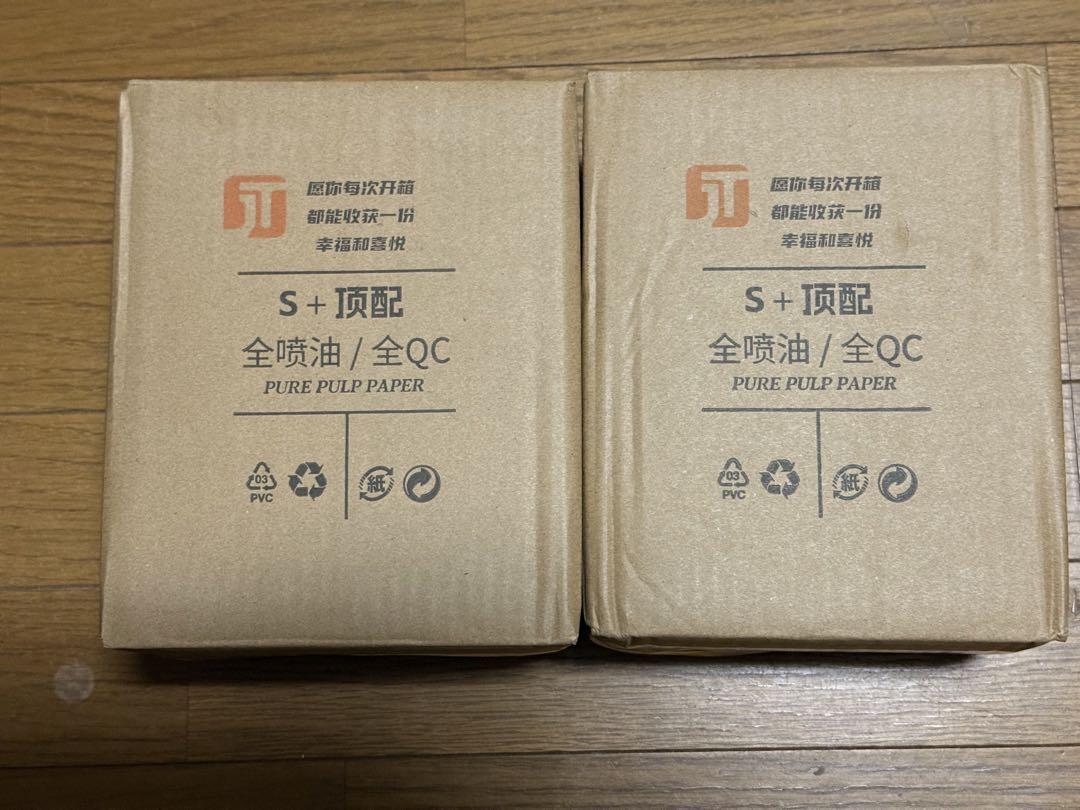 愿你每次开箱
都能收获一份
幸福和喜悦
S+顶配
全喷油/全QC
PURE PULP PAPER
03
PVC
紙
愿你每次开箱
都能收获一份
幸福和喜悦
S+顶配
全喷油/全QC
PURE PULP PAPER
03
PVC
紙